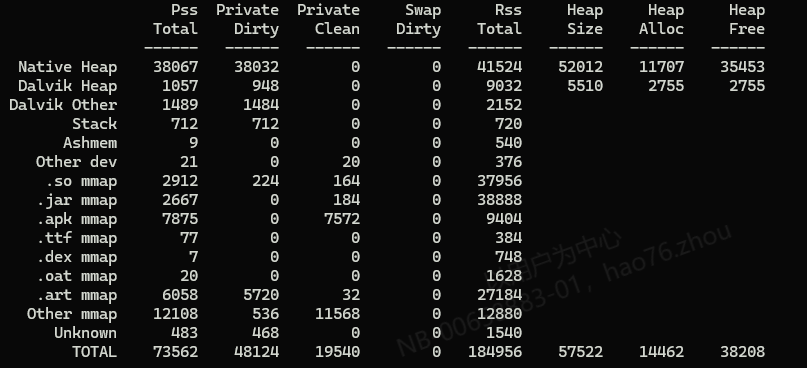 Pss Private Private Swap Rss Heap Heap Heap
Total Dirty Clean Dirty Total Size Alloc Free
------ ------ ------ ------ ------ ------ ------ ------
Native Heap 38067 38032 0 0 41524 52012 11707 35453
Dalvik Heap 1057 948 0 0 9032 5510 2755 2755
Dalvik Other 1489 1484 0 0 2152
Stack 712 712 0 0 720
Ashmem 9 0 0 0 540
Other dev 21 0 20 0 376
.so mmap 2912 224 164 0 37956
.jar mmap 2667 0 184 0 38888
.apk mmap 7875 0 7572 0 9404
.ttf mmap 77 0 0 0 384
.dex mmap 7 0 0 0 748
.oat mmap 20 0 0 0 1628
.art mmap 6058 5720 32 0 27184
Other mmap 12108 536 11568 0 12880
Unknown 483 468 0 0 1540
TOTAL 73562 48124 19540 0 184956 57522 14462 38208
户为中心
hao76.zhou